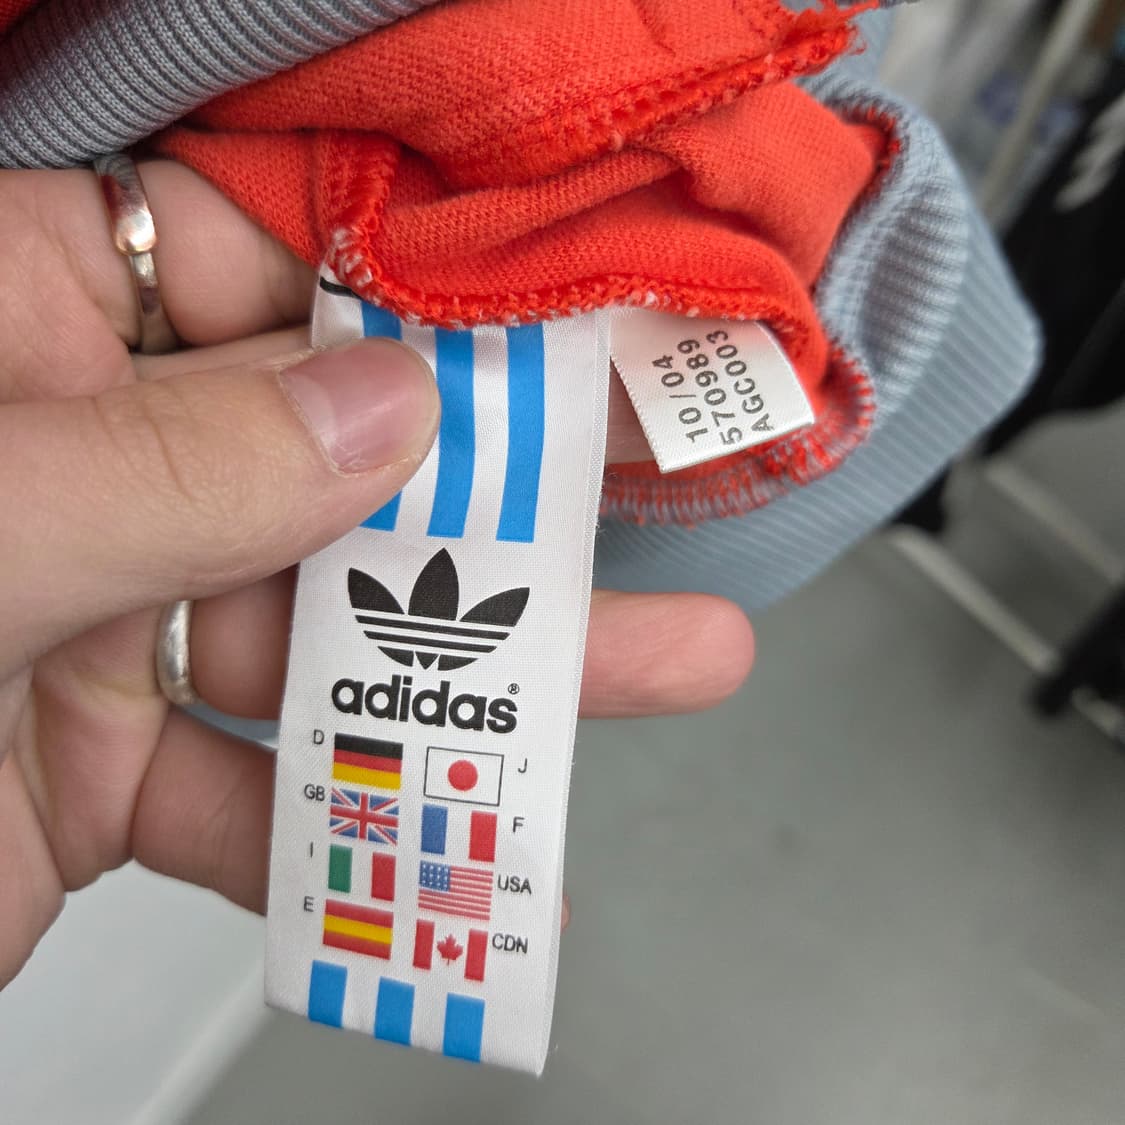 10/04
570989
AGC003
adidas®
D
J
GB
F
I
USA
E
CDN